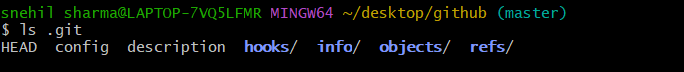 snehil sharma@LAPTOP-7VQ5LFMR MINGW64 ~/desktop/github (master)
$ ls .git
HEAD  config  description  hooks/  info/  objects/  refs/